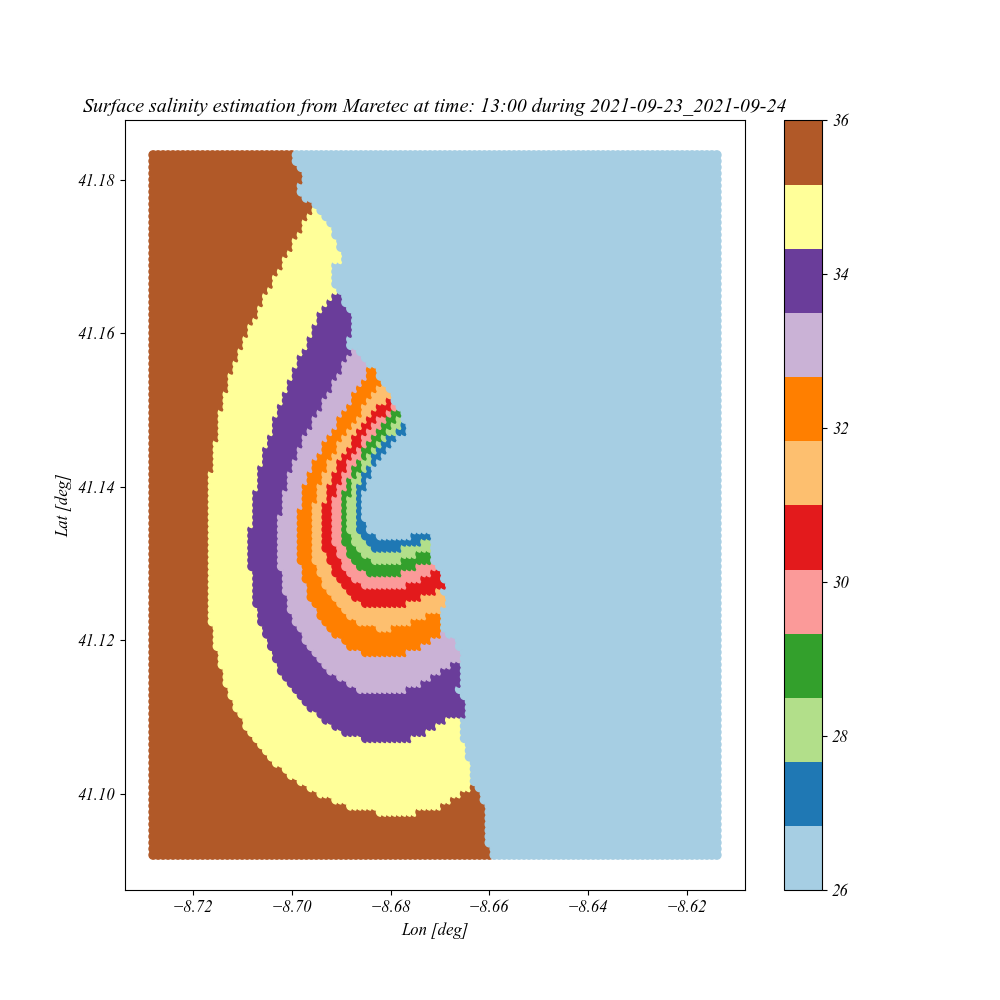 Surface salinity estimation from Maretec at time: 13:00 during 2021-09-23_2021-09-24
36
41.18
34
41.16
32
41.14
Lat [deg]
30
41.12
28
41.10
26
−8.72 −8.70 −8.68 −8.66 −8.64 −8.62
Lon [deg]